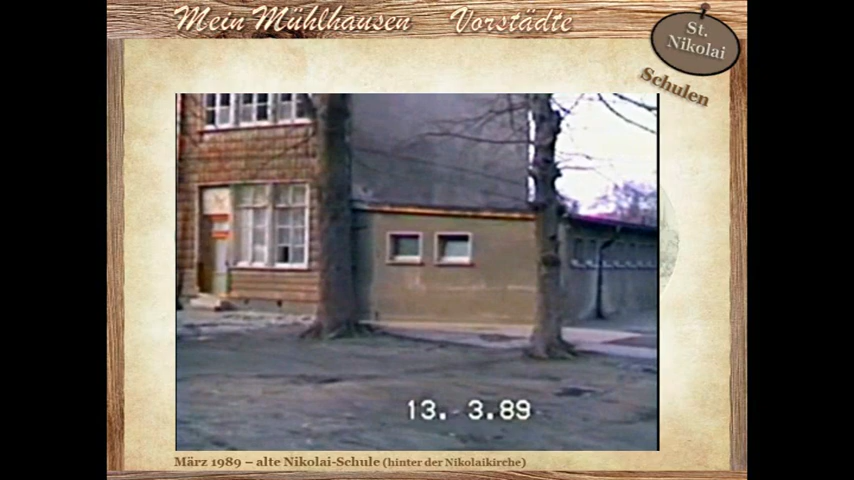 Mein Mühlhausen Vorstädte
St.
Nikolai
Schulen
13. 3.89
März 1989 – alte Nikolai-Schule (hinter der Nikolaikirche)